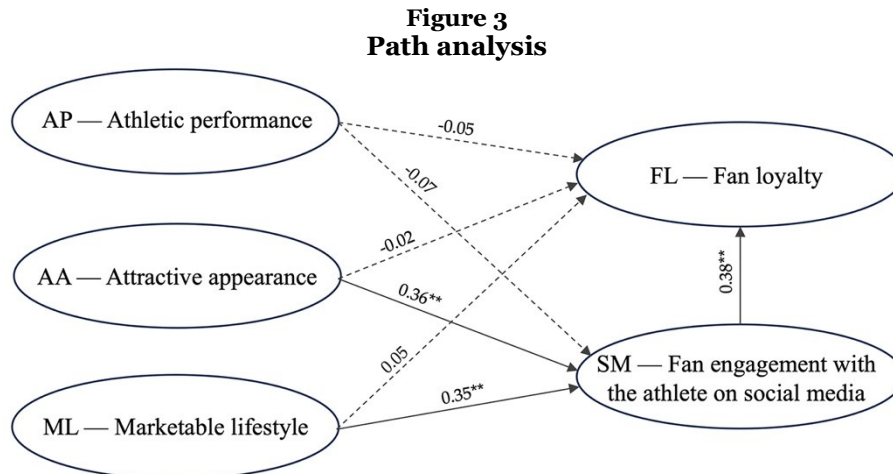 Figure 3
Path analysis
AP — Athletic performance
-0.05
-0.07
FL — Fan loyalty
-0.02
AA — Attractive appearance
0.36**
0.38**
0.05
SM — Fan engagement with
the athlete on social media
0.35**
ML — Marketable lifestyle